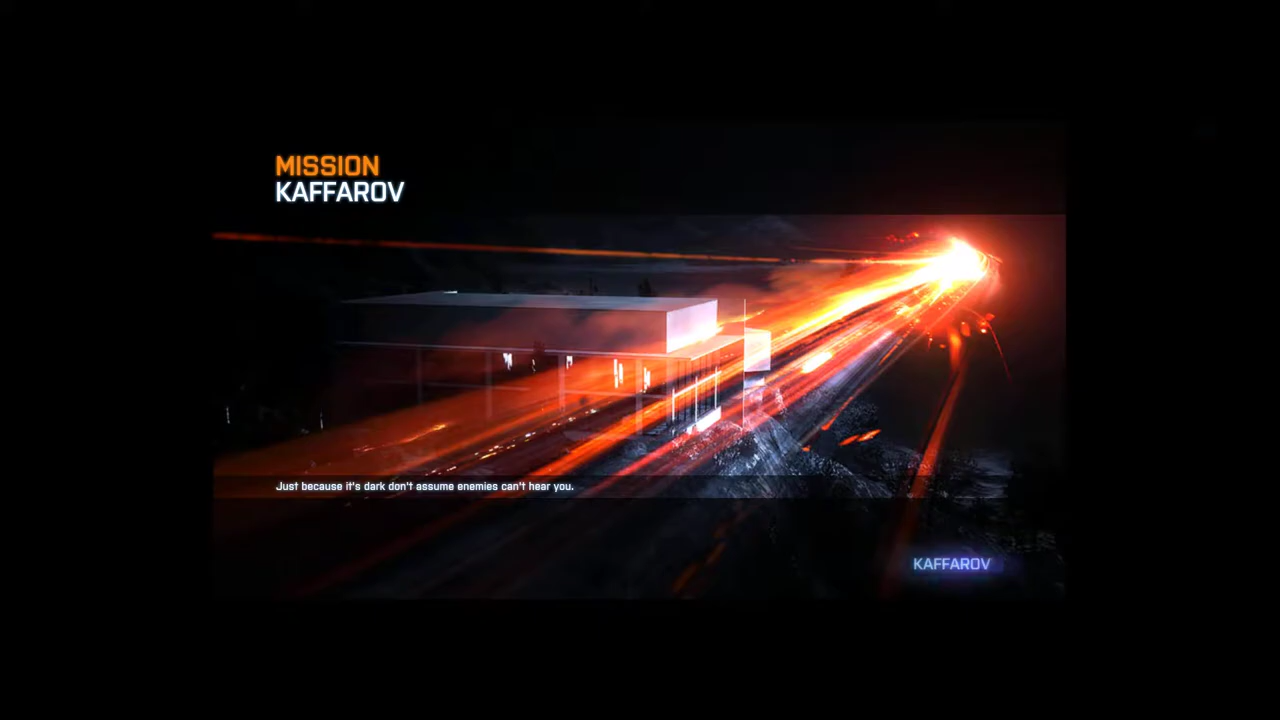 MISSION
KAFFAROV
Just because it's dark don't assume enemies can't hear you.
KAFFAROV